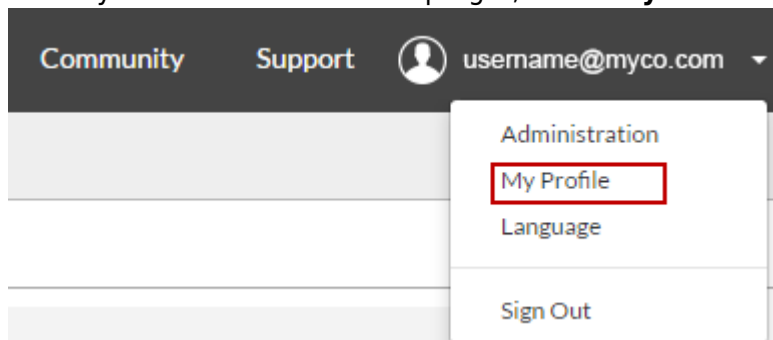 Community Support username@myco.com
Administration
My Profile
Language
Sign Out